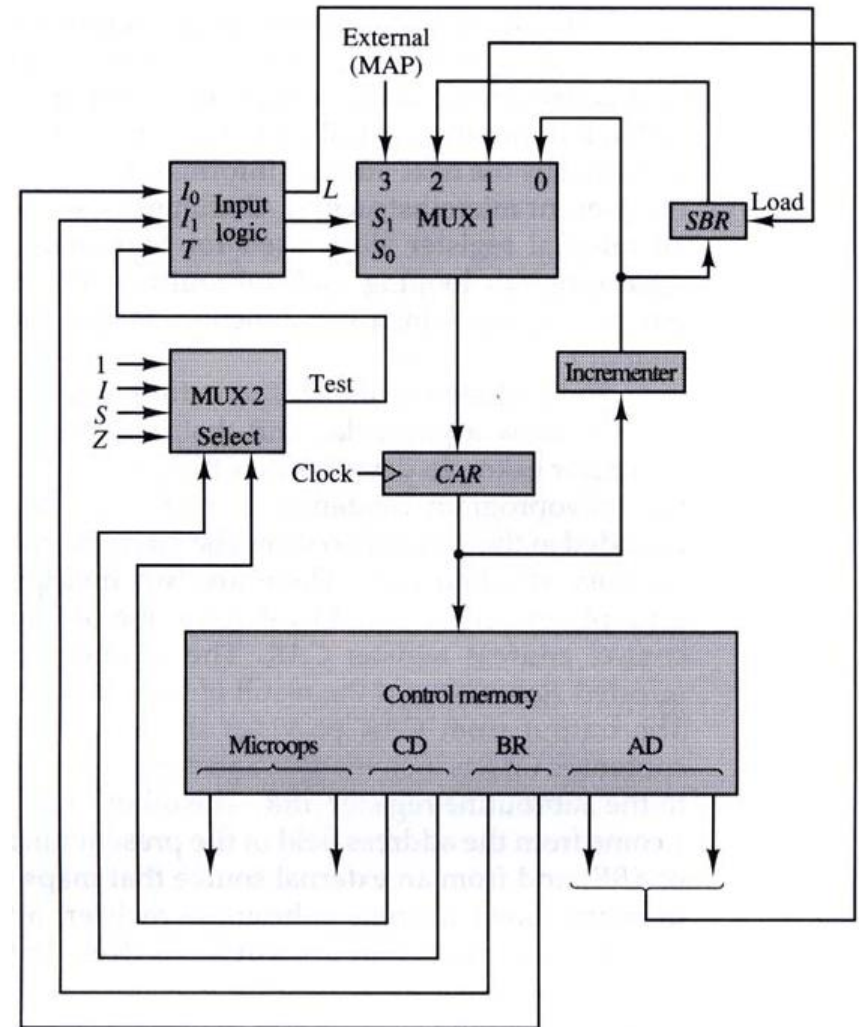 External
(MAP)
3 2 1 0
I₀ Input
I₁ logic
T
L
S₁ MUX 1
S₀
SBR
Load
1
I
S
Z
MUX 2
Select
Test
Incrementer
Clock
CAR
Control memory
Microops CD BR AD